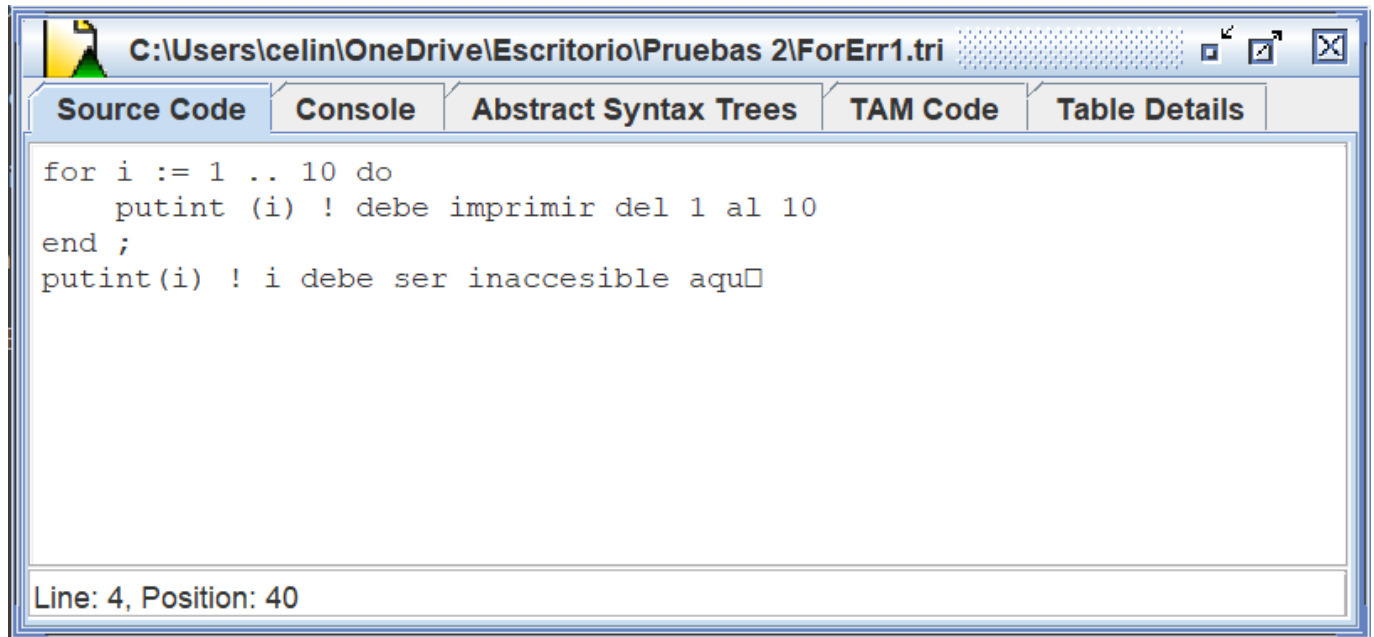 C:\Users\celin\OneDrive\Escritorio\Pruebas 2\ForErr1.tri
Source Code Console Abstract Syntax Trees TAM Code Table Details
for i := 1 .. 10 do
    putint (i) ! debe imprimir del 1 al 10
end ;
putint(i) ! i debe ser inaccesible aqu□
Line: 4, Position: 40